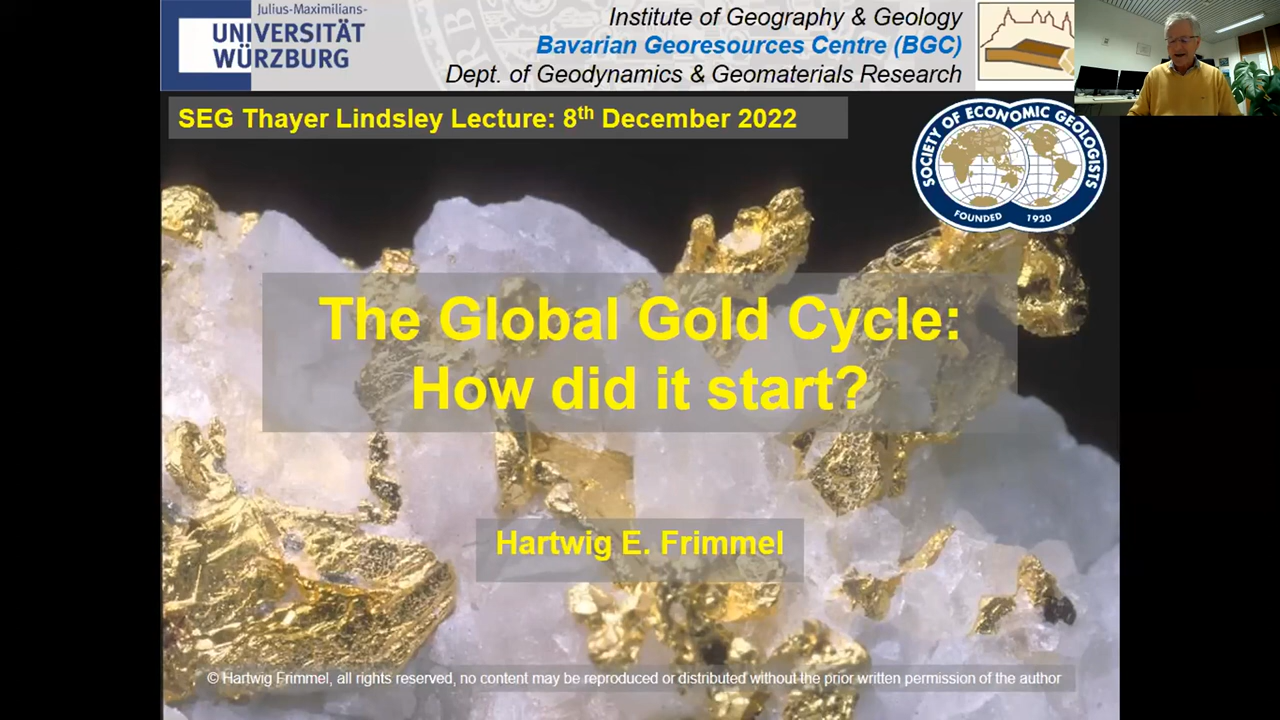 Julius-Maximilians-
UNIVERSITÄT
WÜRZBURG
Institute of Geography & Geology
Bavarian Georesources Centre (BGC)
Dept. of Geodynamics & Geomaterials Research
SEG Thayer Lindsley Lecture: 8th December 2022
SOCIETY OF ECONOMIC GEOLOGISTS
FOUNDED 1920
The Global Gold Cycle:
How did it start?
Hartwig E. Frimmel
© Hartwig Frimmel, all rights reserved, no content may be reproduced or distributed without the prior written permission of the author